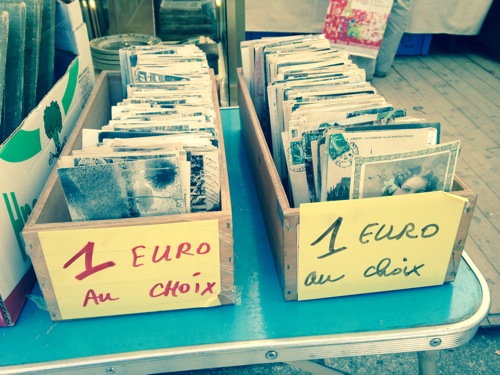 1 EURO
AU CHOIX
1 EURO
au choix